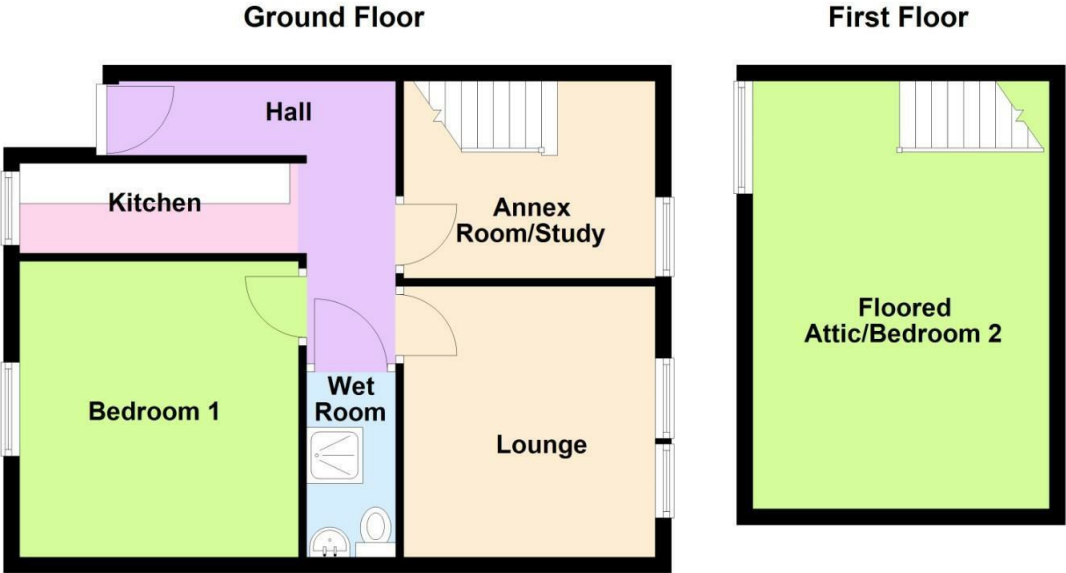 Ground Floor
First Floor
Hall
Kitchen
Annex
Room/Study
Floored
Attic/Bedroom 2
Bedroom 1
Wet
Room
Lounge